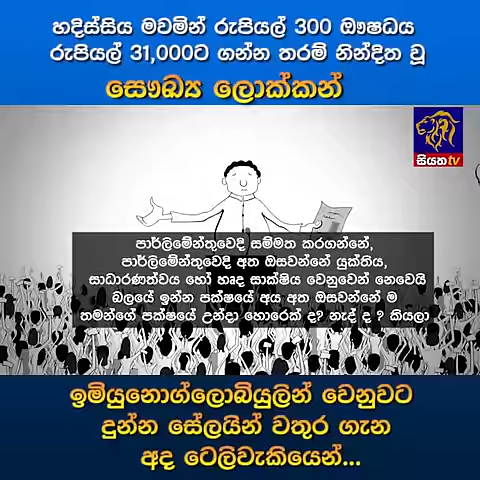 හදිස්සිය මවමින් රුපියල් 300 ඖෂධය
රුපියල් 31,000ට ගන්න තරම් නින්දිත වූ
සෞඛ්‍ය ලොක්කන්
සියත tv
පාර්ලිමේන්තුවෙදි සම්මත කරගන්නේ,
පාර්ලිමේන්තුවෙදි අත ඔසවන්නේ යුක්තිය,
සාධාරණත්වය හෝ හෘද සාක්ෂිය වෙනුවෙන් නෙවෙයි
බලයේ ඉන්න පක්ෂයේ අය අත ඔසවන්නේ ම
තමන්ගේ පක්ෂයේ උන්දා හොරෙක් ද? නැද් ද ? කියලා
ඉමියුනොග්ලොබියුලින් වෙනුවට
දුන්න සේලයින් වතුර ගැන
අද ටෙලිවැකියෙන්...